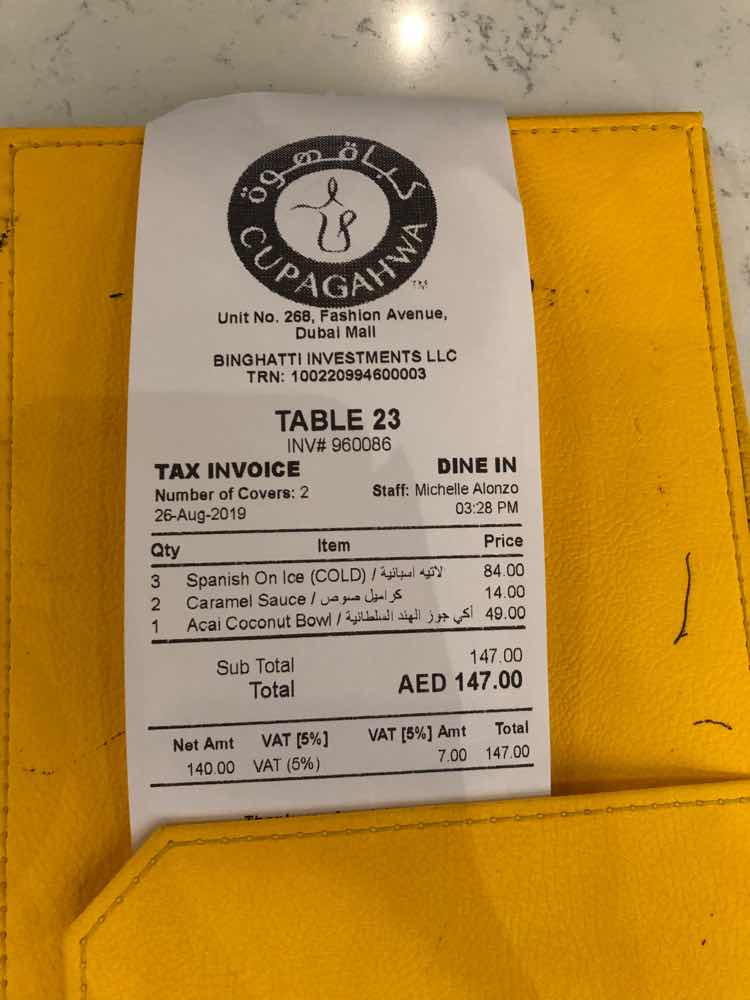 كباة قهوة
CUPAGAHWA
TM
Unit No. 268, Fashion Avenue,
Dubai Mall
BINGHATTI INVESTMENTS LLC
TRN: 100220994600003
TABLE 23
INV# 960086
TAX INVOICE DINE IN
Number of Covers: 2 Staff: Michelle Alonzo
26-Aug-2019 03:28 PM
Qty Item Price
3 Spanish On Ice (COLD) / لاتيه اسبانية 84.00
2 Caramel Sauce / كراميل صوص 14.00
1 Acai Coconut Bowl / أكي جوز الهند السلطانية 49.00
Sub Total 147.00
Total AED 147.00
Net Amt VAT [5%] VAT [5%] Amt Total
140.00 VAT (5%) 7.00 147.00